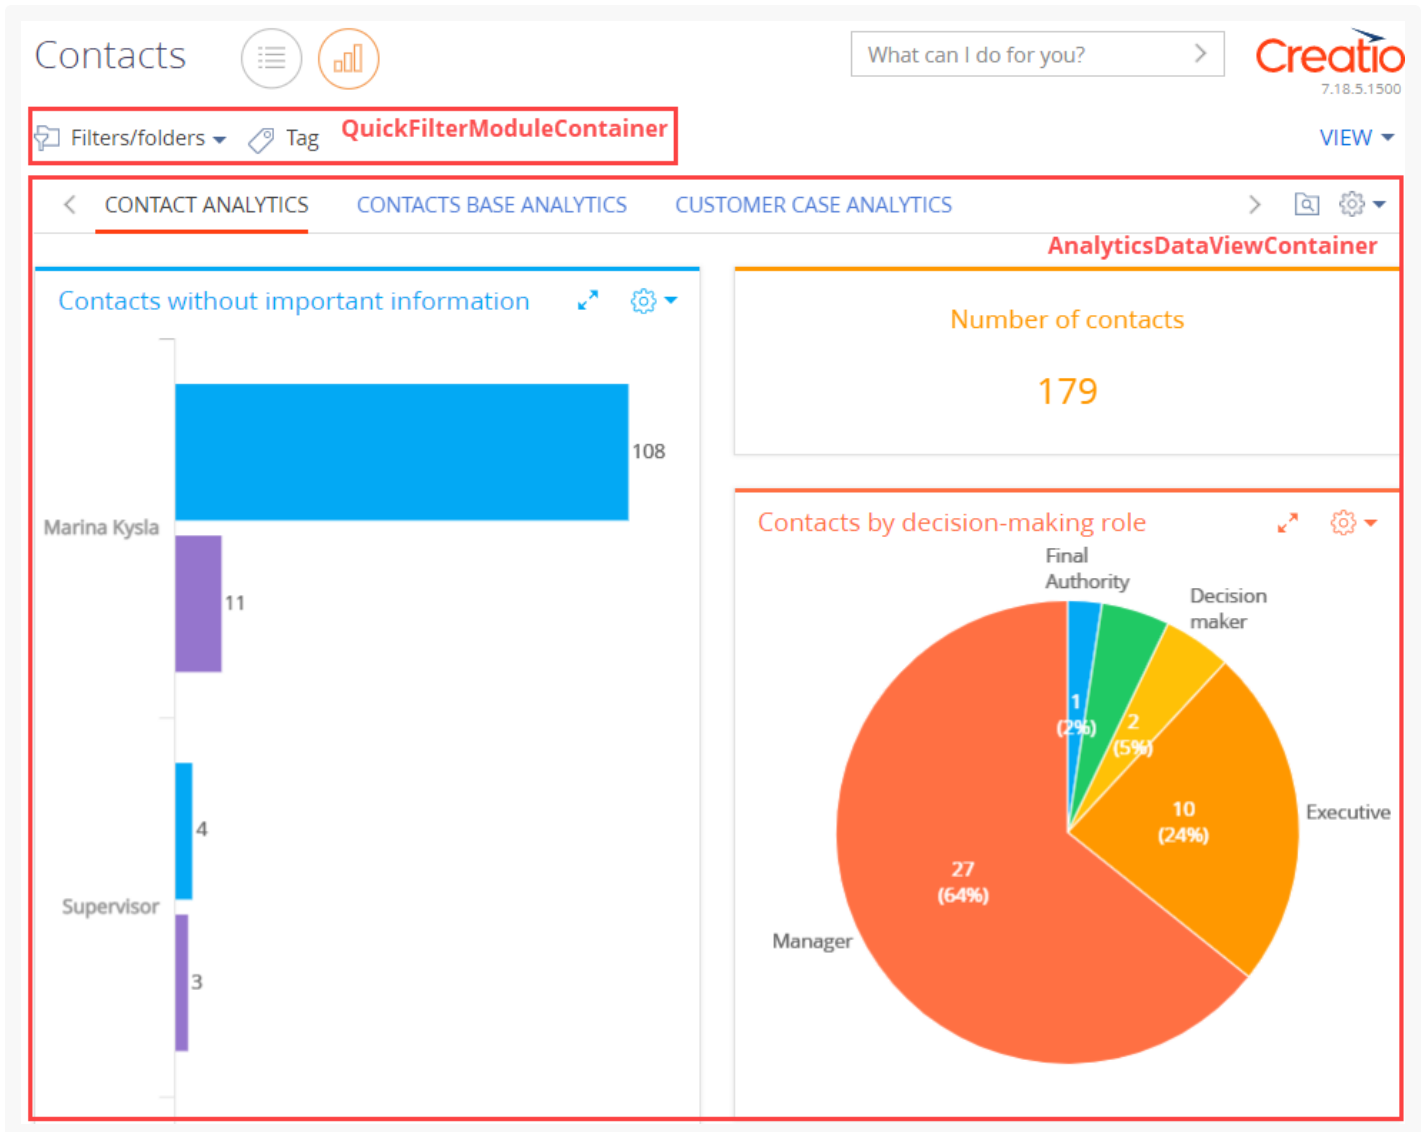 Contacts
What can I do for you?
Creatio
7.18.5.1500
Filters/folders
Tag
QuickFilterModuleContainer
VIEW
CONTACT ANALYTICS
CONTACTS BASE ANALYTICS
CUSTOMER CASE ANALYTICS
AnalyticsDataViewContainer
Contacts without important information
108
Marina Kysla
11
4
Supervisor
3
Number of contacts
179
Contacts by decision-making role
Final
Authority
Decision
maker
1
(2%)
2
(5%)
10
(24%)
Executive
27
(64%)
Manager